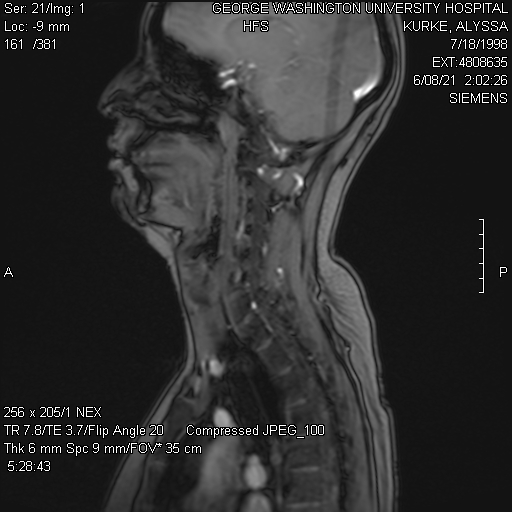 Ser: 21/Img: 1
Loc: -9 mm
161 /381
GEORGE WASHINGTON UNIVERSITY HOSPITAL
HFS
KURKE, ALYSSA
7/18/1998
EXT:4808635
6/08/21 2:02:26
SIEMENS
A
P
256 x 205/1 NEX
TR 7.8/TE 3.7/Flip Angle 20
Compressed JPEG_100
Thk 6 mm Spc 9 mm/FOV* 35 cm
5:28:43